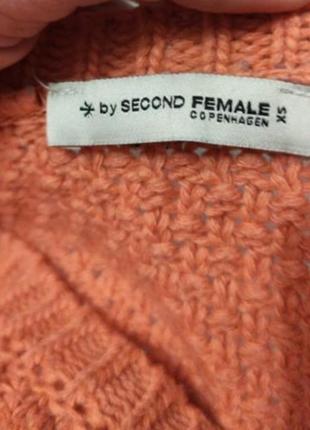 by SECOND FEMALE
COPENHAGEN
XS